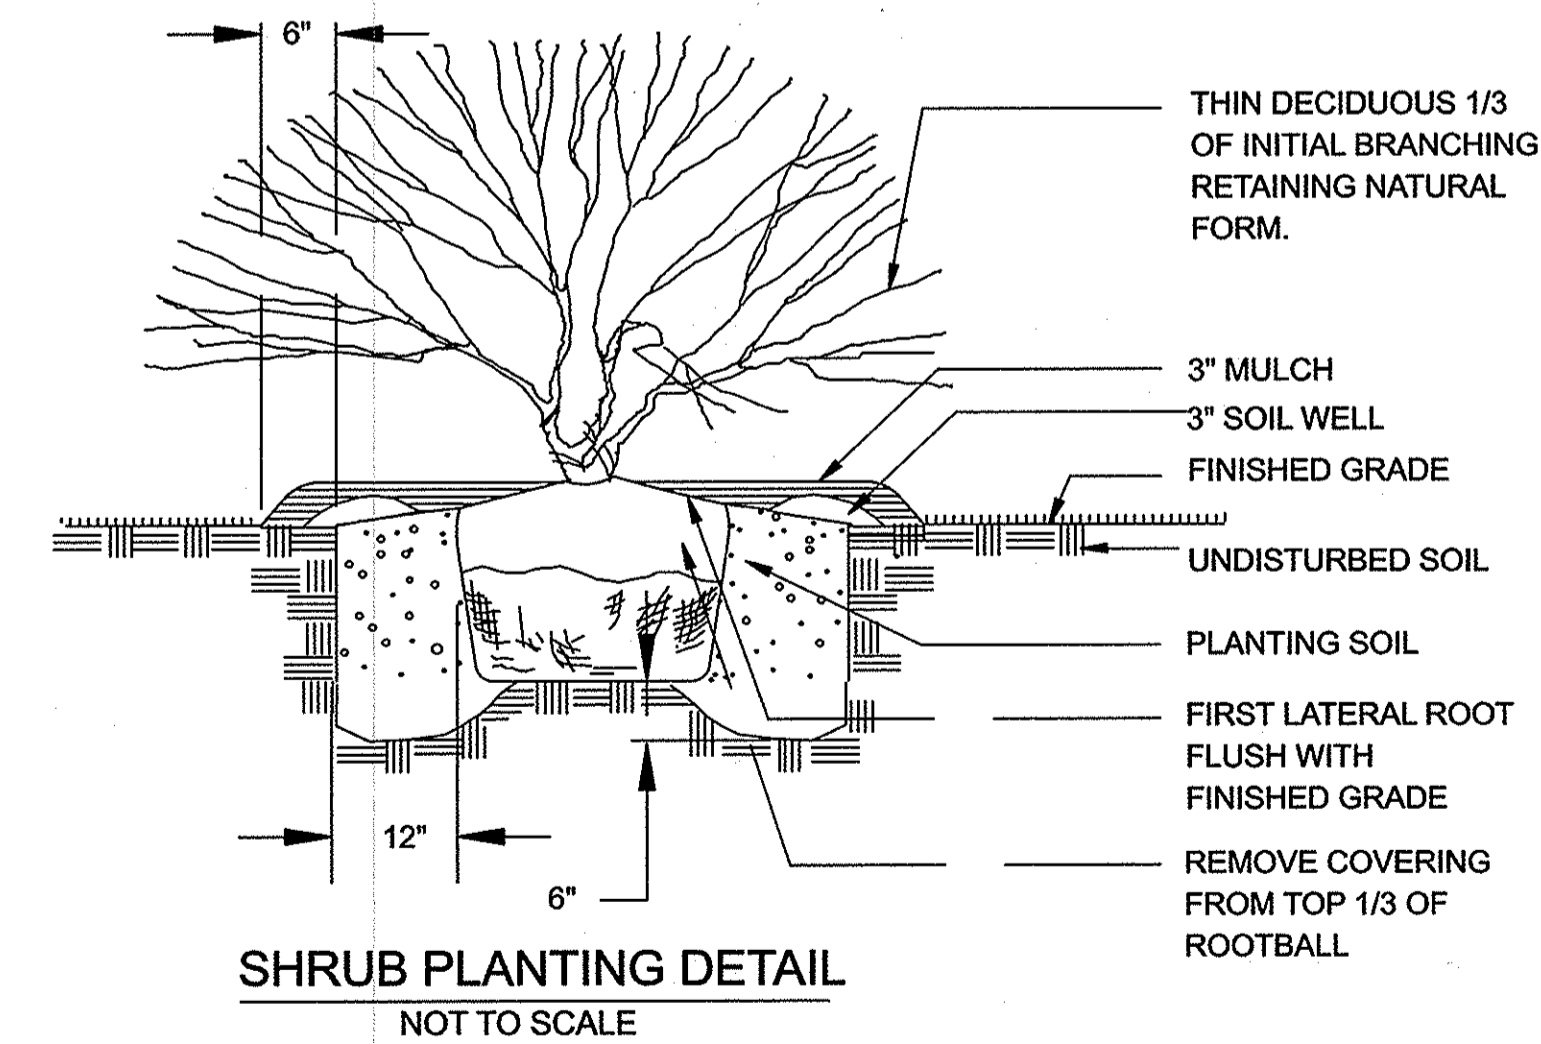 6"
THIN DECIDUOUS 1/3
OF INITIAL BRANCHING
RETAINING NATURAL
FORM.
3" MULCH
3" SOIL WELL
FINISHED GRADE
UNDISTURBED SOIL
PLANTING SOIL
FIRST LATERAL ROOT
FLUSH WITH
FINISHED GRADE
12"
REMOVE COVERING
FROM TOP 1/3 OF
ROOTBALL
6"
SHRUB PLANTING DETAIL
NOT TO SCALE